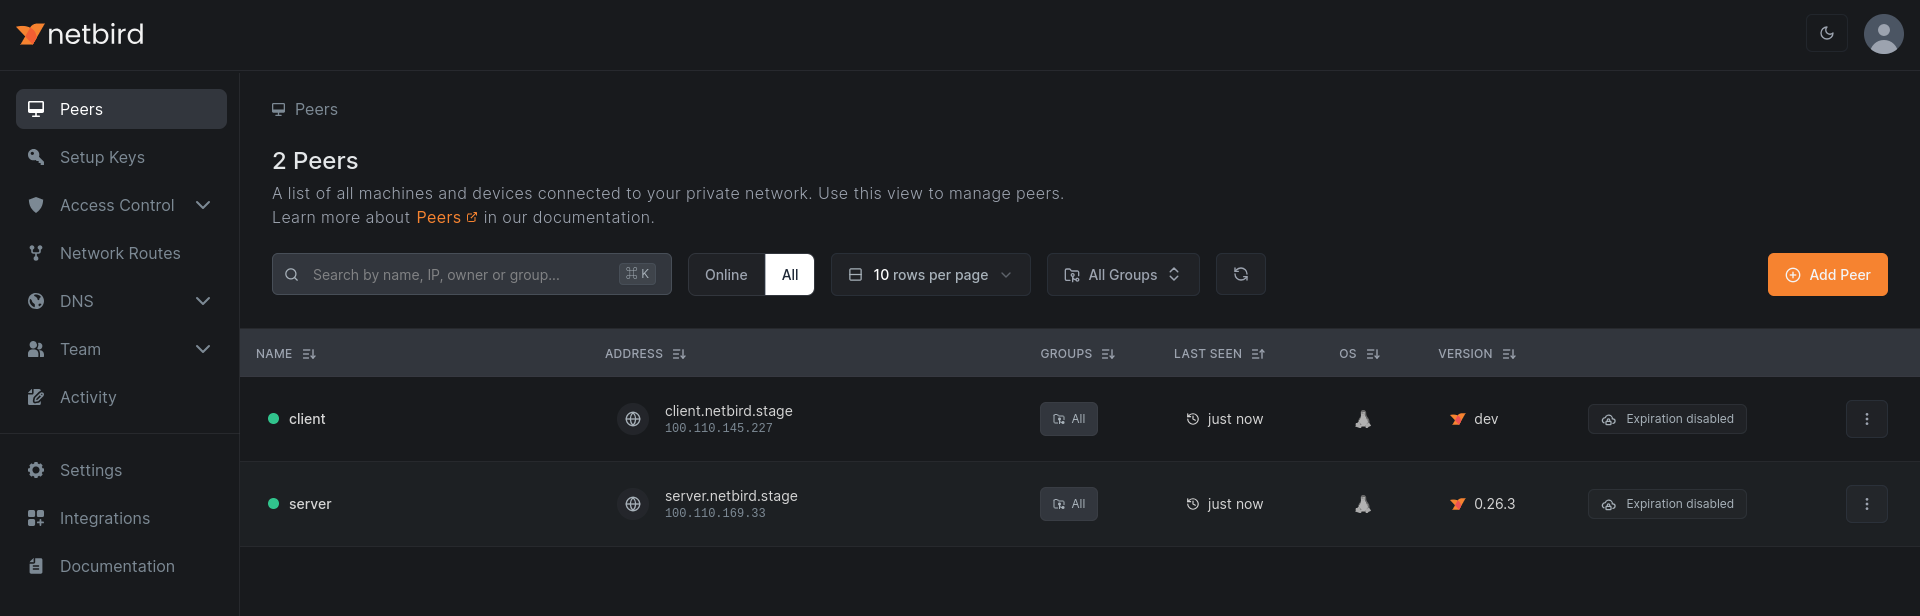 netbird
Peers
Setup Keys
Access Control
Network Routes
DNS
Team
Activity
Settings
Integrations
Documentation
Peers
2 Peers
A list of all machines and devices connected to your private network. Use this view to manage peers.
Learn more about Peers in our documentation.
Search by name, IP, owner or group... ⌘ K
Online All 10 rows per page All Groups Add Peer
NAME ADDRESS GROUPS LAST SEEN OS VERSION
client client.netbird.stage All just now dev Expiration disabled
100.110.145.227
server server.netbird.stage All just now 0.26.3 Expiration disabled
100.110.169.33